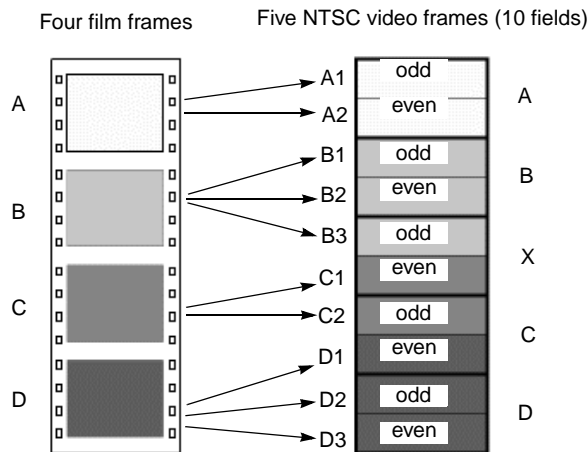 Four film frames
Five NTSC video frames (10 fields)
A
A1
odd
A
A2
even
B
B1
odd
B
B2
even
B3
odd
X
C
C1
even
C2
odd
C
D1
even
D
D2
odd
D
D3
even